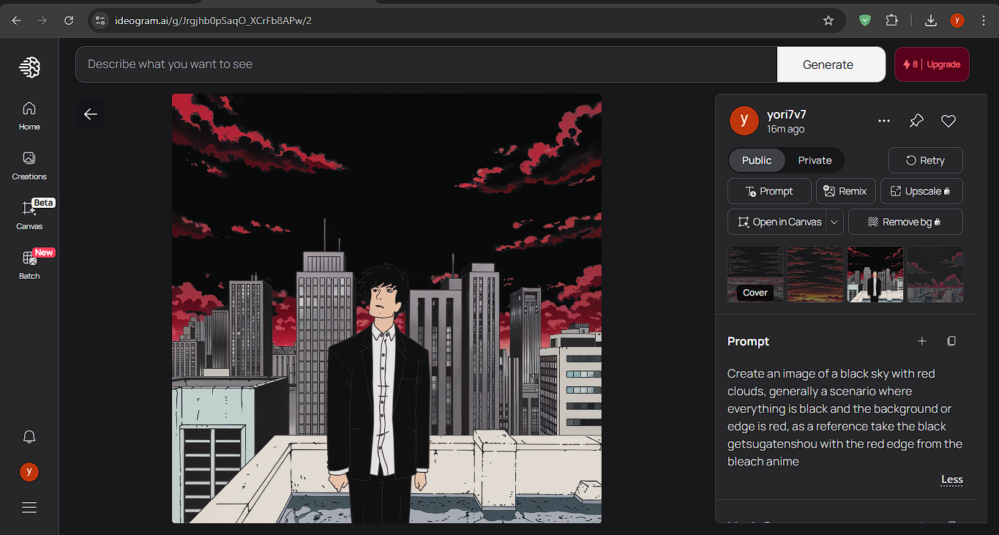 ideogram.ai/g/Jrgjhb0pSaqO_XCrFb8APw/2
y
Describe what you want to see
Generate
8
Upgrade
Home
Creations
Beta
Canvas
New
Batch
y
y
yori7v7
16m ago
Public
Private
Retry
Prompt
Remix
Upscale
Open in Canvas
Remove bg
Cover
Prompt
Create an image of a black sky with red
clouds, generally a scenario where
everything is black and the background or
edge is red, as a reference take the black
getsugatenshou with the red edge from the
bleach anime
Less